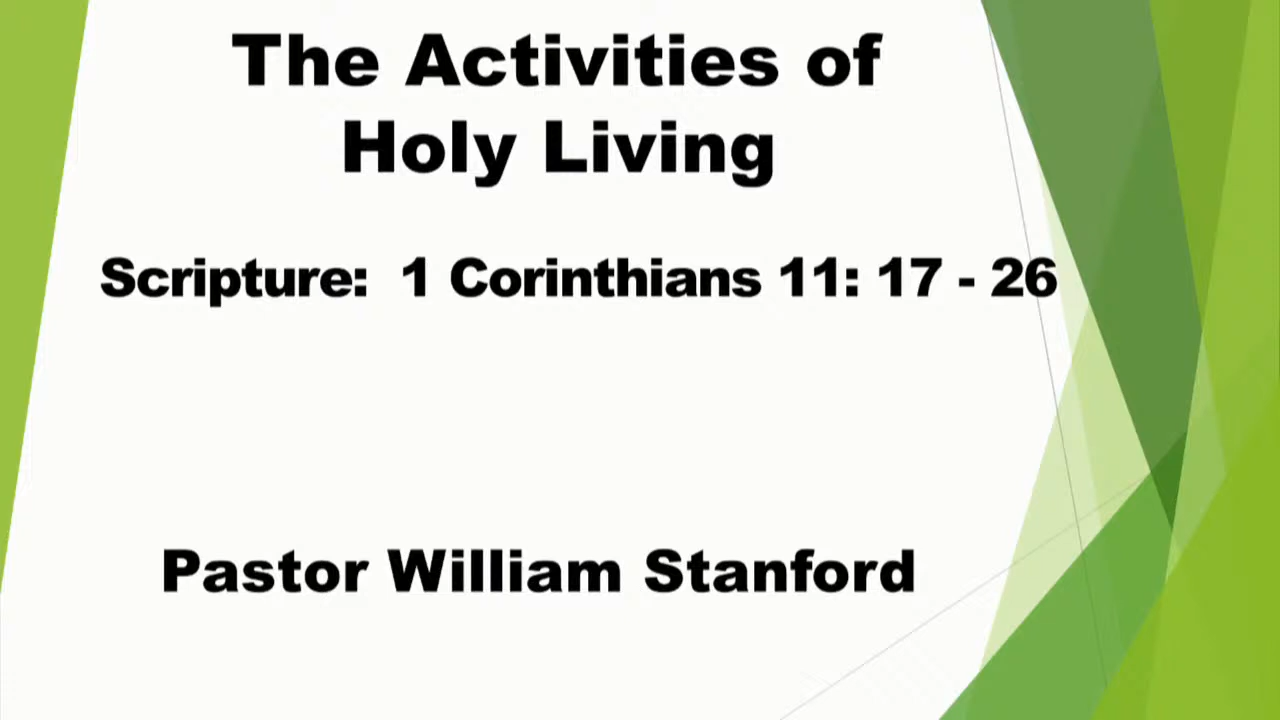 The Activities of
Holy Living
Scripture:  1 Corinthians 11: 17 - 26
Pastor William Stanford